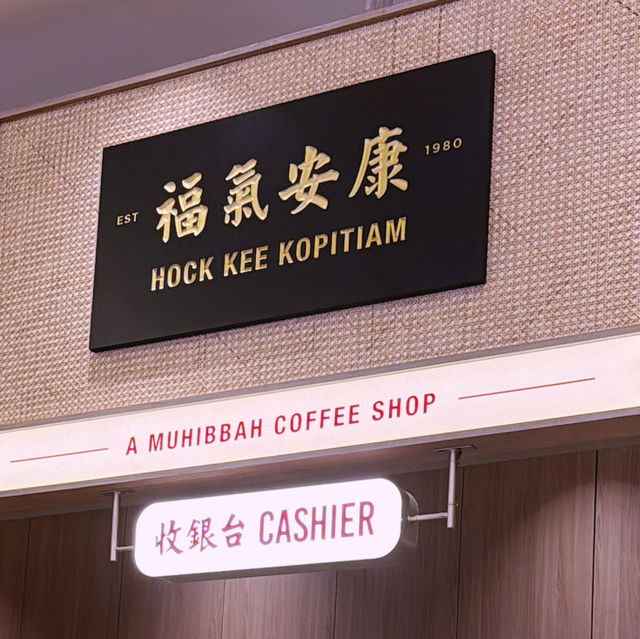 EST 福氣安康 1980
HOCK KEE KOPITIAM
A MUHIBBAH COFFEE SHOP
收銀台 CASHIER